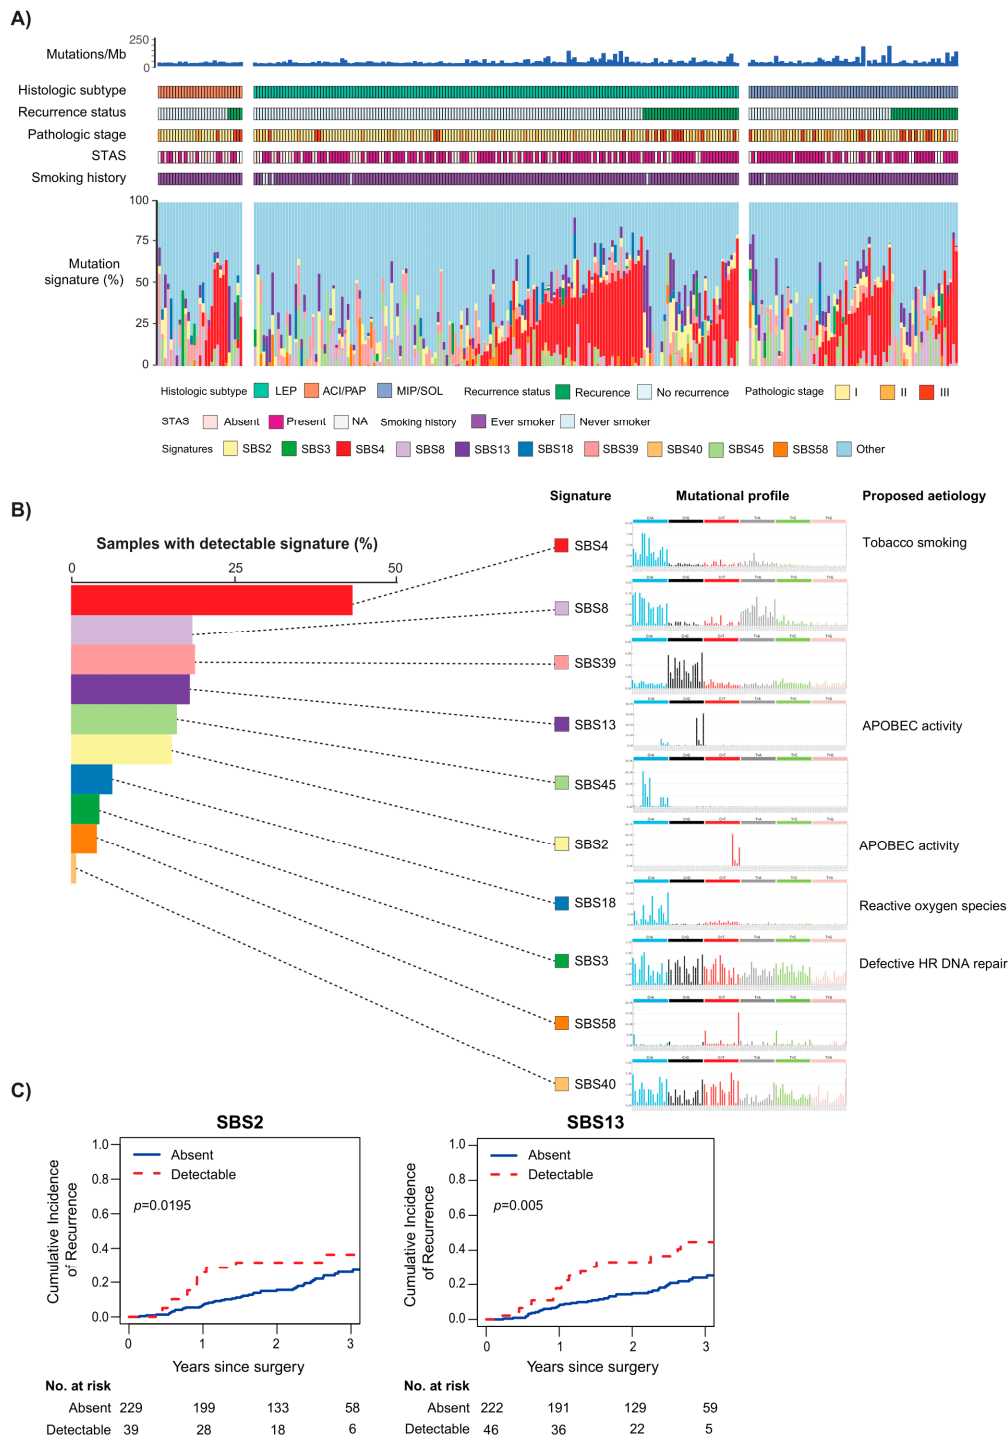 A)
Mutations/Mb
250
0
Histologic subtype
Recurrence status
Pathologic stage
STAS
Smoking history
Mutation signature (%)
100
75
50
25
0
Histologic subtype LEP ACI/PAP MIP/SOL Recurrence status Recurrence No recurrence Pathologic stage I II III
STAS Absent Present NA Smoking history Ever smoker Never smoker
Signatures SBS2 SBS3 SBS4 SBS8 SBS13 SBS18 SBS39 SBS40 SBS45 SBS58 Other
B)
Samples with detectable signature (%)
0 25 50
Signature Mutational profile Proposed aetiology
SBS4 Tobacco smoking
SBS8
SBS39
SBS13 APOBEC activity
SBS45
SBS2 APOBEC activity
SBS18 Reactive oxygen species
SBS3 Defective HR DNA repair
SBS58
SBS40
C)
SBS2
Cumulative Incidence
of Recurrence
1.0
0.8
0.6
0.4
0.2
0.0
Absent
Detectable
p=0.0195
0 1 2 3
Years since surgery
No. at risk
Absent 229 199 133 58
Detectable 39 28 18 6
SBS13
Cumulative Incidence
of Recurrence
1.0
0.8
0.6
0.4
0.2
0.0
Absent
Detectable
p=0.005
0 1 2 3
Years since surgery
No. at risk
Absent 222 191 129 59
Detectable 46 36 22 5